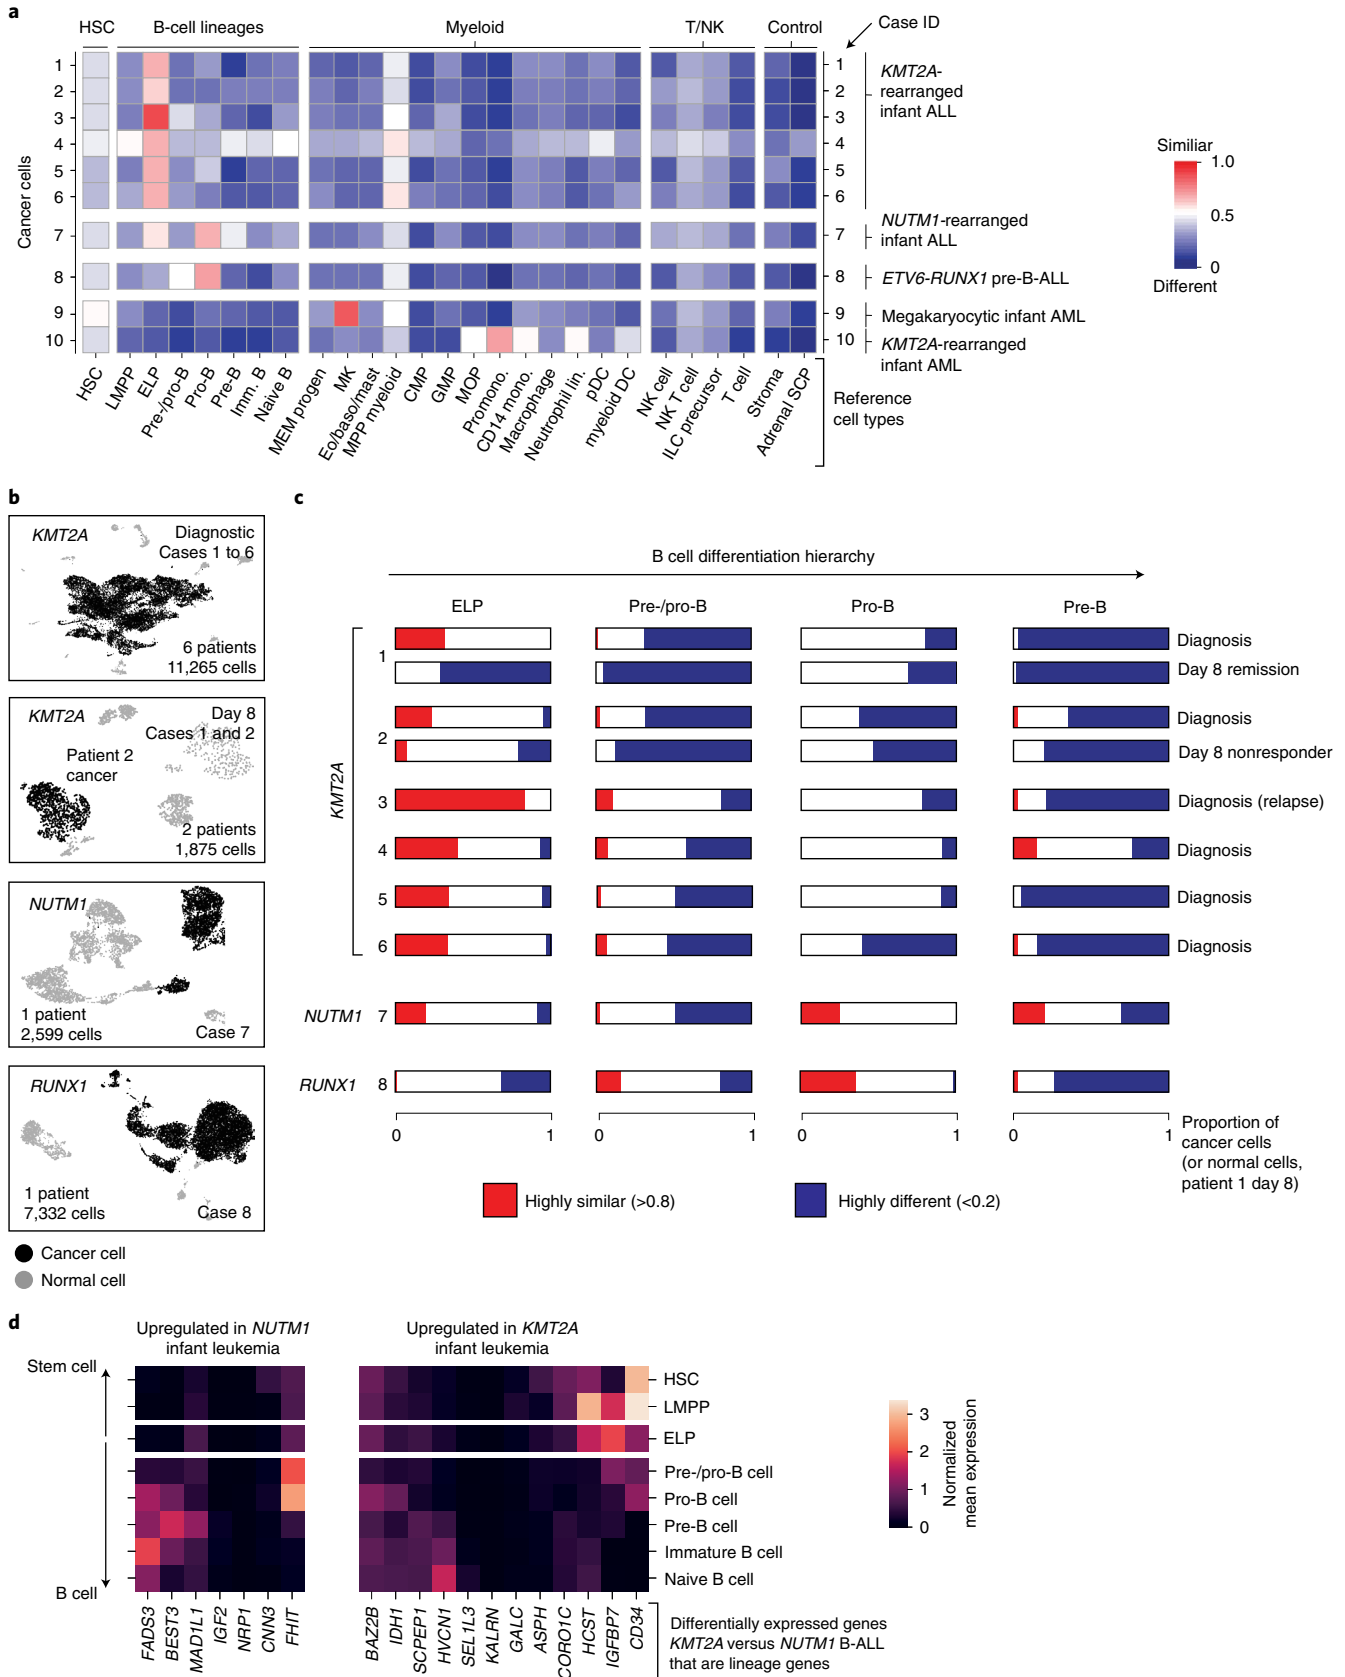 a
HSC
B-cell lineages
Myeloid
T/NK
Control
Case ID
Cancer cells
1
2
3
4
5
6
7
8
9
10
1
2
3
4
5
6
7
8
9
10
KMT2A-
rearranged
infant ALL
NUTM1-rearranged
infant ALL
ETV6-RUNX1 pre-B-ALL
Megakaryocytic infant AML
KMT2A-rearranged
infant AML
Similiar
1.0
0.5
0
Different
HSC
LMPP
ELP
Pre-/pro-B
Pro-B
Pre-B
Imm. B
Naive B
MEM progen
MK
Eo/baso/mast
MPP myeloid
CMP
GMP
MOP
Promono.
CD14 mono.
Macrophage
Neutrophil lin.
pDC
myeloid DC
NK cell
NK T cell
ILC precursor
T cell
Stroma
Adrenal SCP
Reference
cell types
b
KMT2A
Diagnostic
Cases 1 to 6
6 patients
11,265 cells
KMT2A
Day 8
Cases 1 and 2
Patient 2
cancer
2 patients
1,875 cells
NUTM1
1 patient
2,599 cells
Case 7
RUNX1
1 patient
7,332 cells
Case 8
Cancer cell
Normal cell
c
B cell differentiation hierarchy
ELP
Pre-/pro-B
Pro-B
Pre-B
KMT2A
1
Diagnosis
Day 8 remission
2
Diagnosis
Day 8 nonresponder
3
Diagnosis (relapse)
4
Diagnosis
5
Diagnosis
6
Diagnosis
NUTM1 7
RUNX1 8
0 1
0 1
0 1
0 1
Proportion of
cancer cells
(or normal cells,
patient 1 day 8)
Highly similar (>0.8)
Highly different (<0.2)
d
Upregulated in NUTM1
infant leukemia
Upregulated in KMT2A
infant leukemia
Stem cell
B cell
HSC
LMPP
ELP
Pre-/pro-B cell
Pro-B cell
Pre-B cell
Immature B cell
Naive B cell
FADS3
BEST3
MAD1L1
IGF2
NRP1
CNN3
FHIT
BAZ2B
IDH1
SCPEP1
HVCN1
SEL1L3
KALRN
GALC
ASPH
CORO1C
HCST
IGFBP7
CD34
Differentially expressed genes
KMT2A versus NUTM1 B-ALL
that are lineage genes
3
2
1
0
Normalized
mean expression